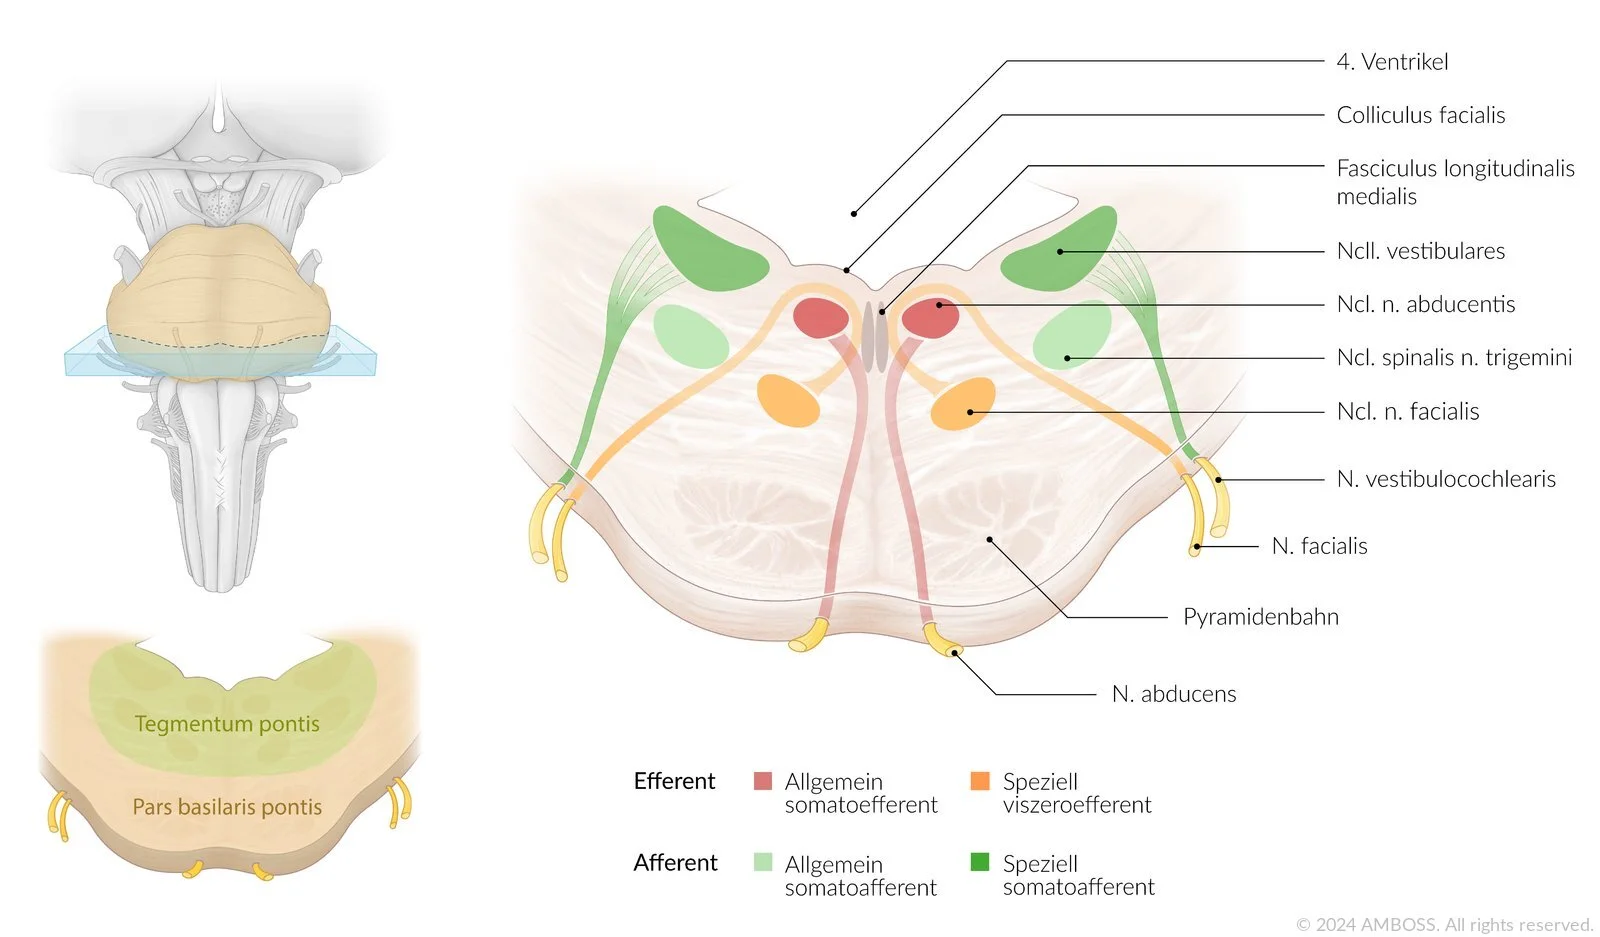 4. Ventrikel
Colliculus facialis
Fasciculus longitudinalis
medialis
Ncll. vestibulares
Ncl. n. abducentis
Ncl. spinalis n. trigemini
Ncl. n. facialis
N. vestibulocochlearis
N. facialis
Pyramidenbahn
N. abducens
Tegmentum pontis
Pars basilaris pontis
Efferent
Allgemein
somatoefferent
Speziell
viszeroefferent
Afferent
Allgemein
somatoafferent
Speziell
somatoafferent
© 2024 AMBOSS. All rights reserved.